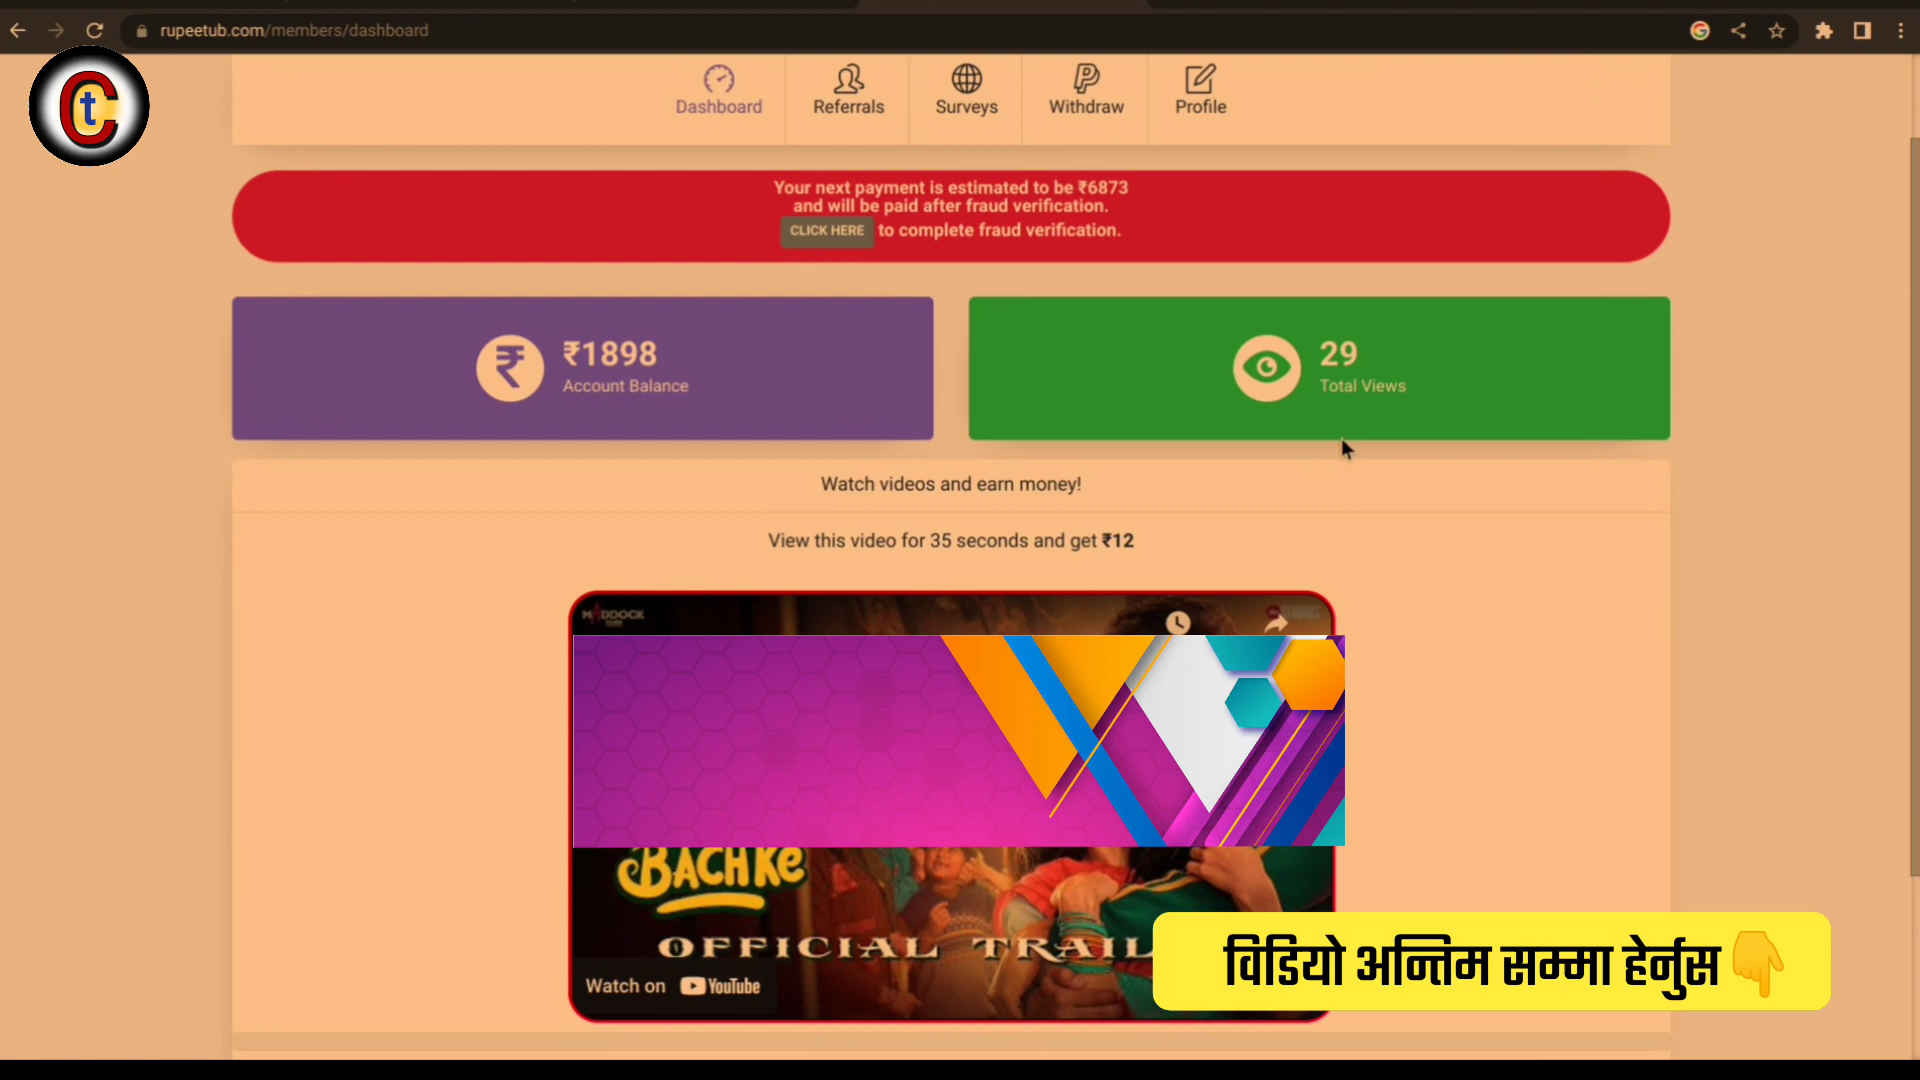 rupeetub.com/members/dashboard
Ct
Dashboard
Referrals
Surveys
Withdraw
Profile
Your next payment is estimated to be ₹6873
and will be paid after fraud verification.
CLICK HERE to complete fraud verification.
₹1898
Account Balance
29
Total Views
Watch videos and earn money!
View this video for 35 seconds and get ₹12
MADDOCK
BACHKE
OFFICIAL TRAIL
Watch on YouTube
विडियो अन्तिम सम्मा हेर्नुस